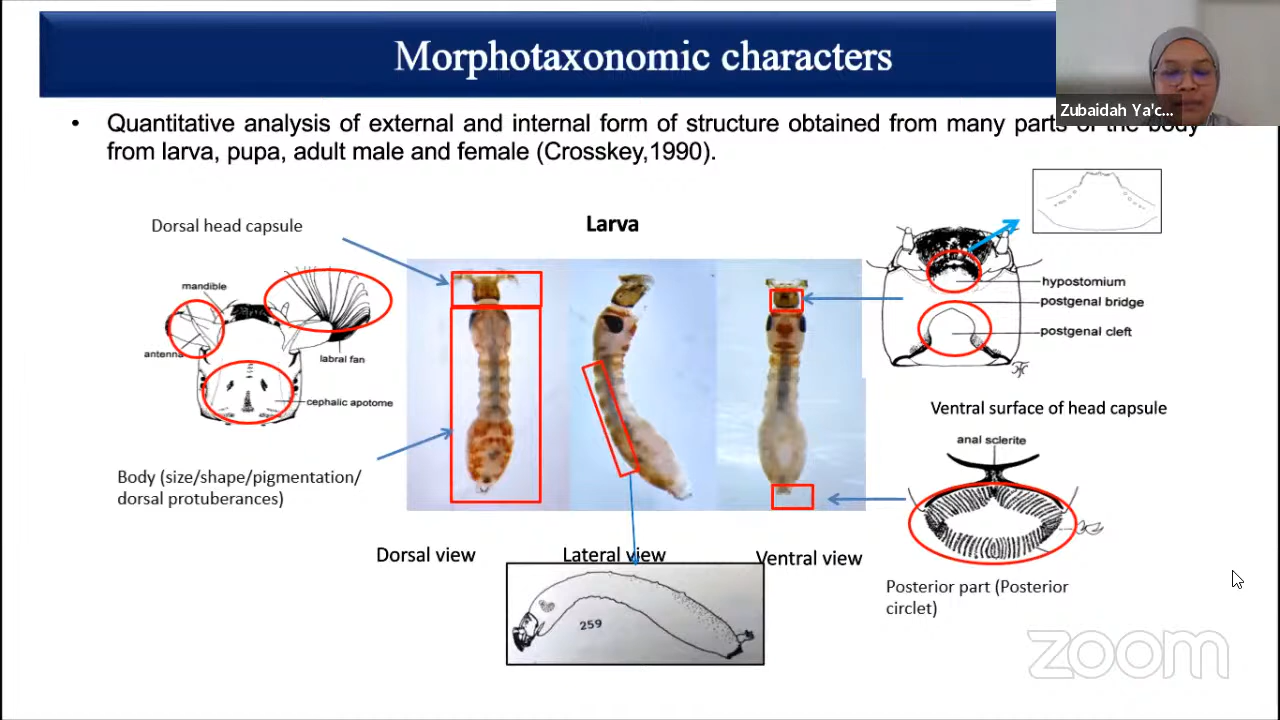 Morphotaxonomic characters
Zubaidah Ya'c...
• Quantitative analysis of external and internal form of structure obtained from many parts of the body
from larva, pupa, adult male and female (Crosskey,1990).
Dorsal head capsule
Larva
mandible
antenna
labral fan
cephalic apotome
hypostomium
postgenal bridge
postgenal cleft
Ventral surface of head capsule
anal sclerite
Body (size/shape/pigmentation/
dorsal protuberances)
Dorsal view
Lateral view
Ventral view
259
Posterior part (Posterior
circlet)
zoom